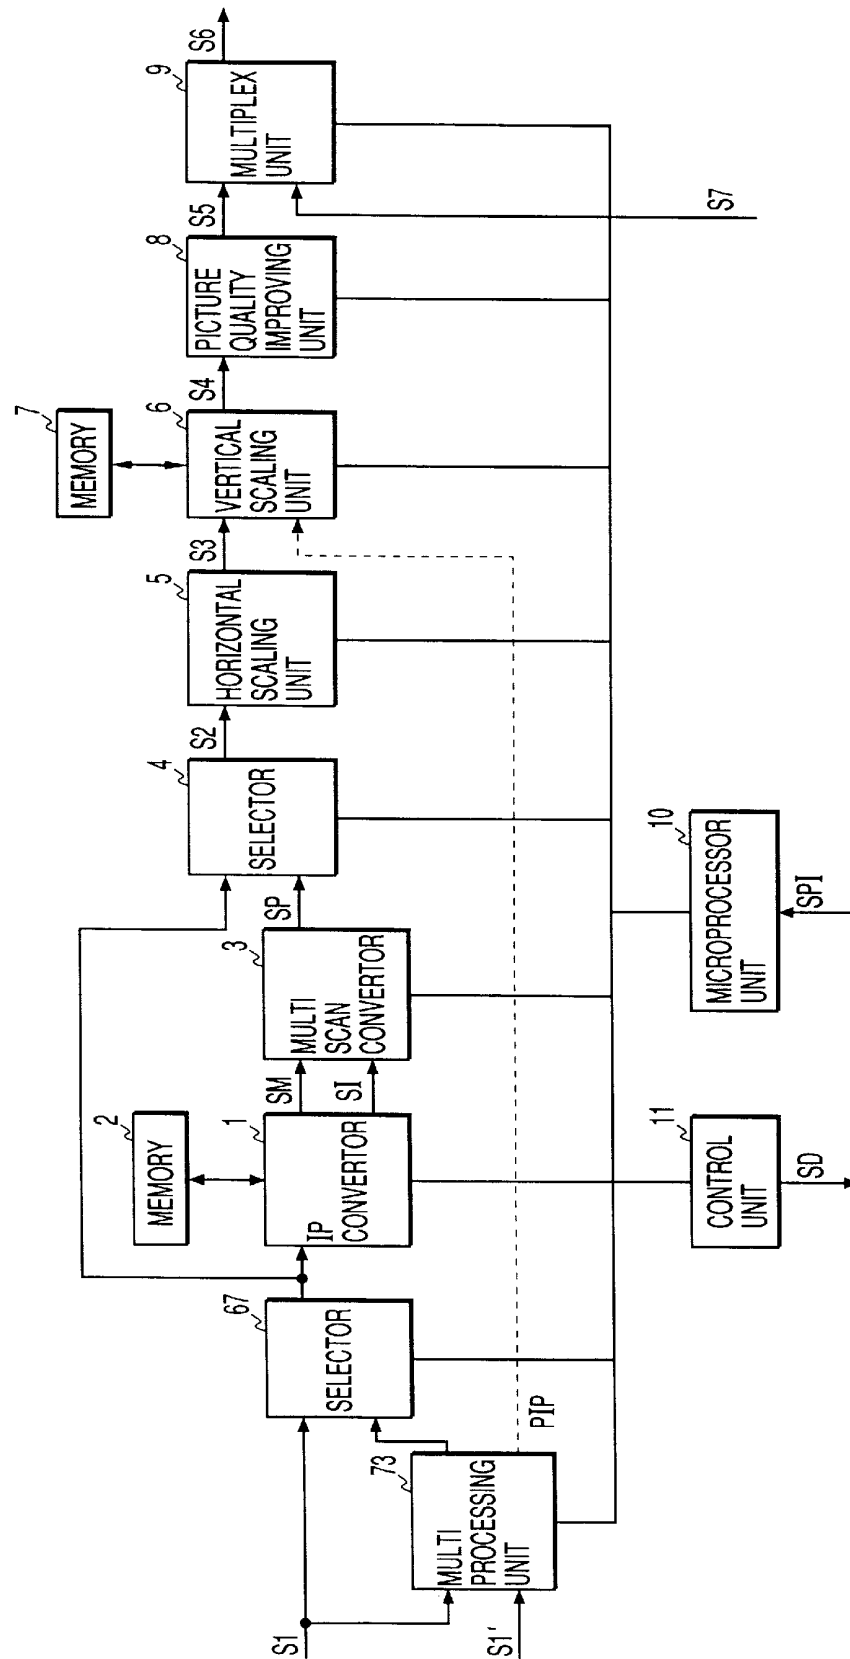 S1
S1'
73
MULTI
PROCESSING
UNIT
PIP
67
SELECTOR
2
MEMORY
1
IP
CONVERTOR
SM
SI
3
MULTI
SCAN
CONVERTOR
SP
4
SELECTOR
S2
5
HORIZONTAL
SCALING
UNIT
S3
7
MEMORY
6
VERTICAL
SCALING
UNIT
S4
8
PICTURE
QUALITY
IMPROVING
UNIT
S5
9
MULTIPLEX
UNIT
S6
S7
11
CONTROL
UNIT
SD
10
MICROPROCESSOR
UNIT
SPI